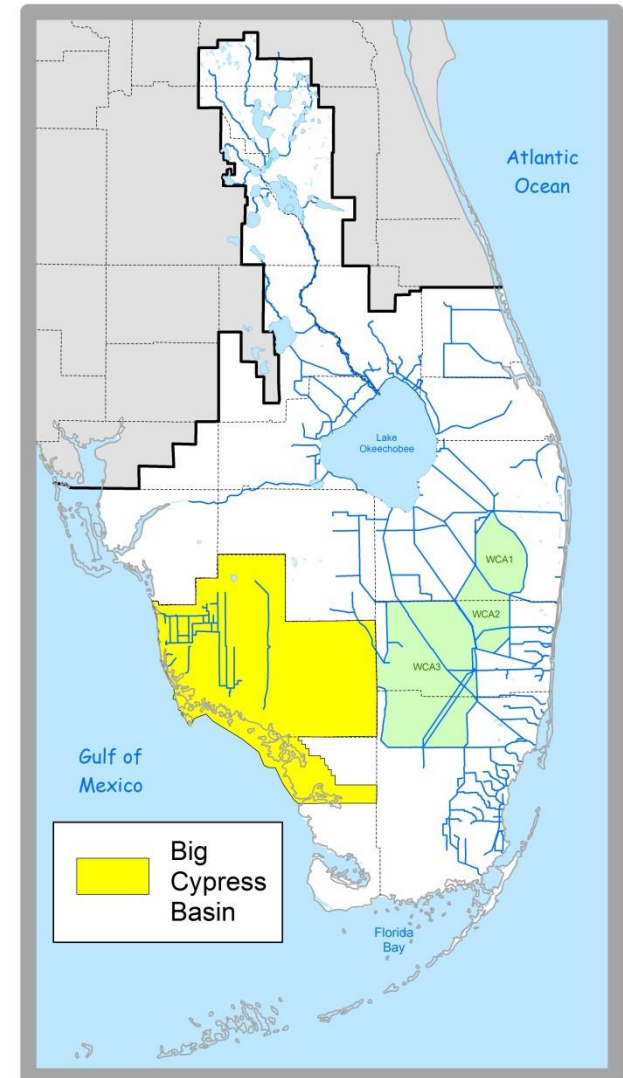 Atlantic
Ocean
Lake
Okeechobee
WCA1
WCA2
WCA3
Gulf of
Mexico
Big
Cypress
Basin
Florida
Bay